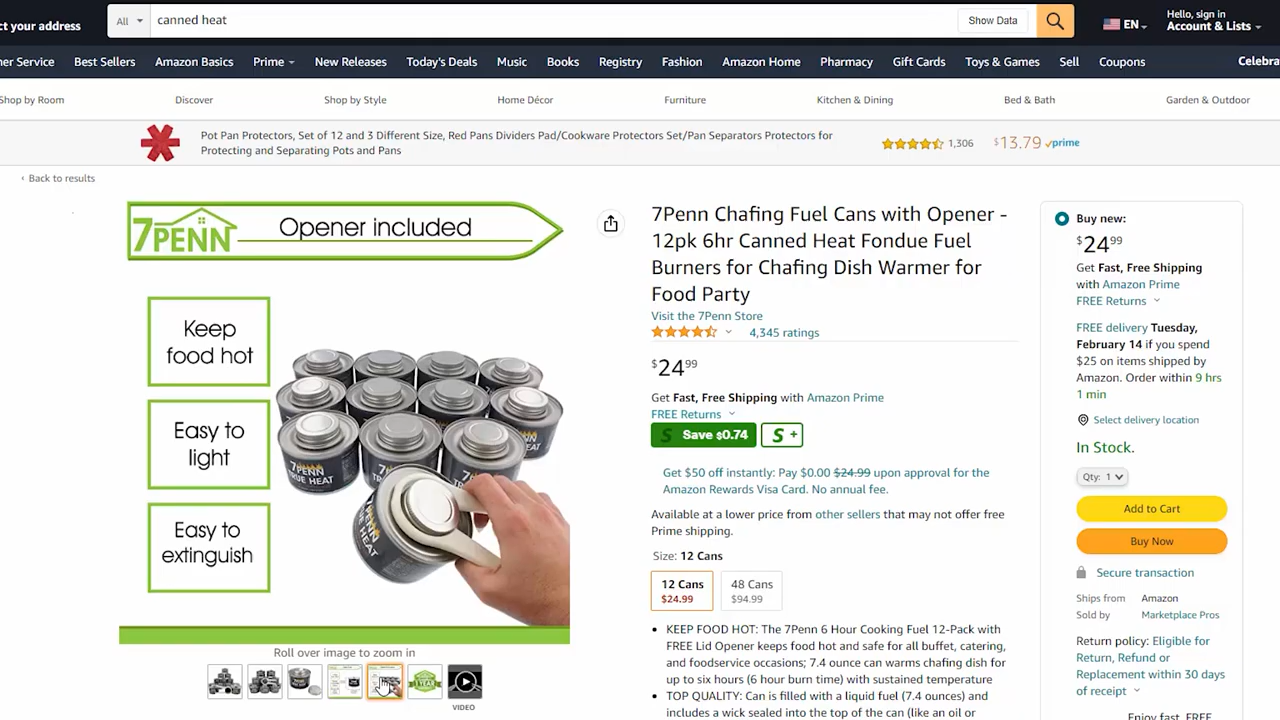 ct your address
All
canned heat
Show Data
EN
Hello, sign in
Account & Lists
ner Service
Best Sellers
Amazon Basics
Prime
New Releases
Today's Deals
Music
Books
Registry
Fashion
Amazon Home
Pharmacy
Gift Cards
Toys & Games
Sell
Coupons
Celebra
Shop by Room
Discover
Shop by Style
Home Décor
Furniture
Kitchen & Dining
Bed & Bath
Garden & Outdoor
Pot Pan Protectors, Set of 12 and 3 Different Size, Red Pans Dividers Pad/Cookware Protectors Set/Pan Separators Protectors for
Protecting and Separating Pots and Pans
1,306
$13.79 prime
‹ Back to results
7PENN
Opener included
Keep
food hot
Easy to
light
Easy to
extinguish
7PENN
TRUE HEAT
Roll over image to zoom in
VIDEO
7Penn Chafing Fuel Cans with Opener -
12pk 6hr Canned Heat Fondue Fuel
Burners for Chafing Dish Warmer for
Food Party
Visit the 7Penn Store
4,345 ratings
$24.99
Get Fast, Free Shipping with Amazon Prime
FREE Returns
S Save $0.74
S +
Get $50 off instantly: Pay $0.00 $24.99 upon approval for the
Amazon Rewards Visa Card. No annual fee.
Available at a lower price from other sellers that may not offer free
Prime shipping.
Size: 12 Cans
12 Cans
$24.99
48 Cans
$94.99
• KEEP FOOD HOT: The 7Penn 6 Hour Cooking Fuel 12-Pack with
FREE Lid Opener keeps food hot and safe for all buffet, catering,
and foodservice occasions; 7.4 ounce can warms chafing dish for
up to six hours (6 hour burn time) with sustained temperature
• TOP QUALITY: Can is filled with a liquid fuel (7.4 ounces) and
includes a wick sealed into the top of the can (like an oil or
Buy new:
$24.99
Get Fast, Free Shipping
with Amazon Prime
FREE Returns
FREE delivery Tuesday,
February 14 if you spend
$25 on items shipped by
Amazon. Order within 9 hrs
1 min
Select delivery location
In Stock.
Qty: 1
Add to Cart
Buy Now
Secure transaction
Ships from Amazon
Sold by Marketplace Pros
Return policy: Eligible for
Return, Refund or
Replacement within 30 days
of receipt
Enjoy fast, FREE